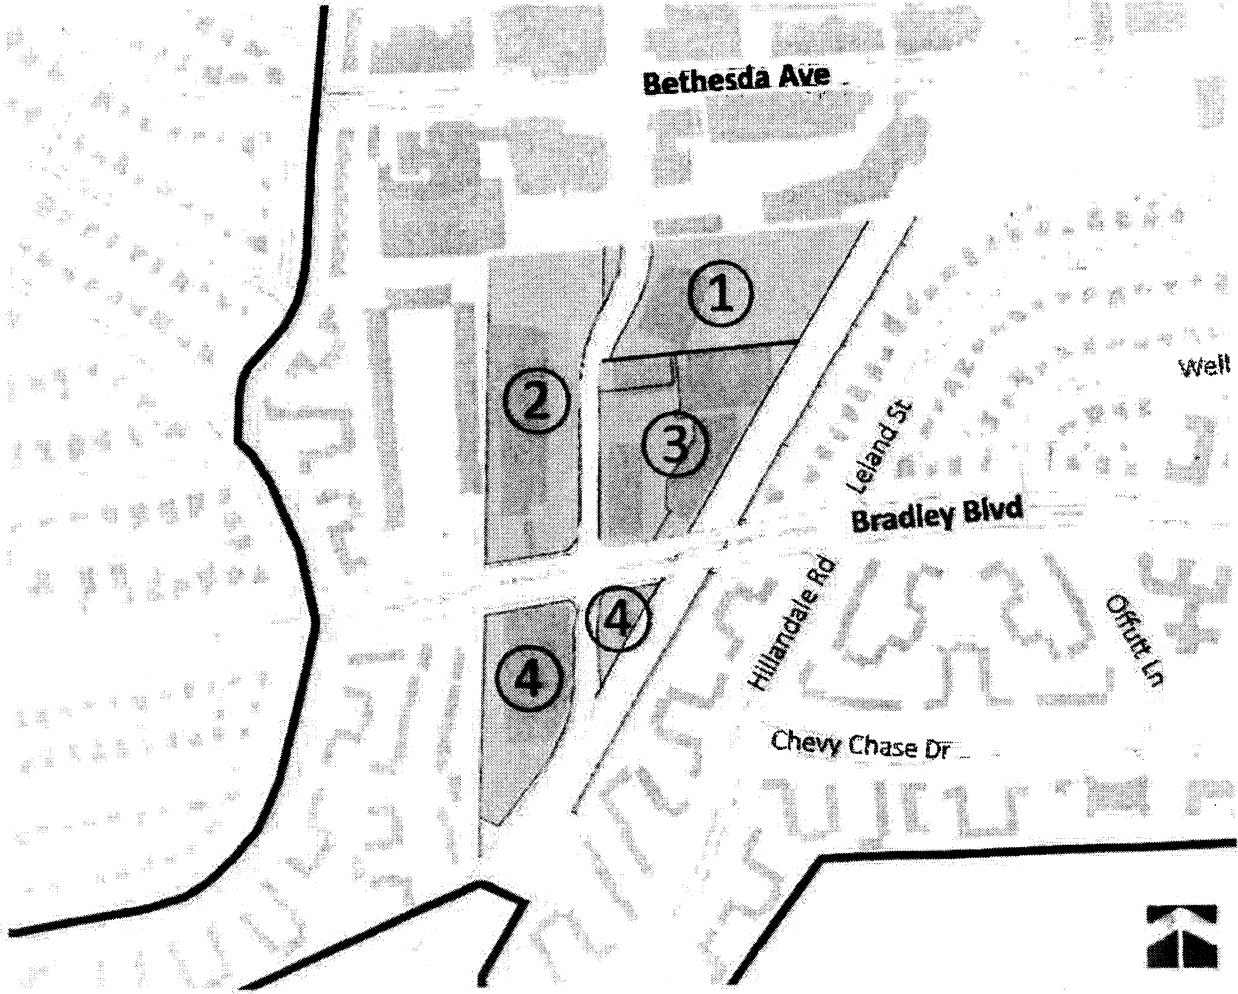 Bethesda Ave
1
Well
2
Leland St
3
Bradley Blvd
Hillandale Rd
4
Offutt Ln
4
Chevy Chase Dr